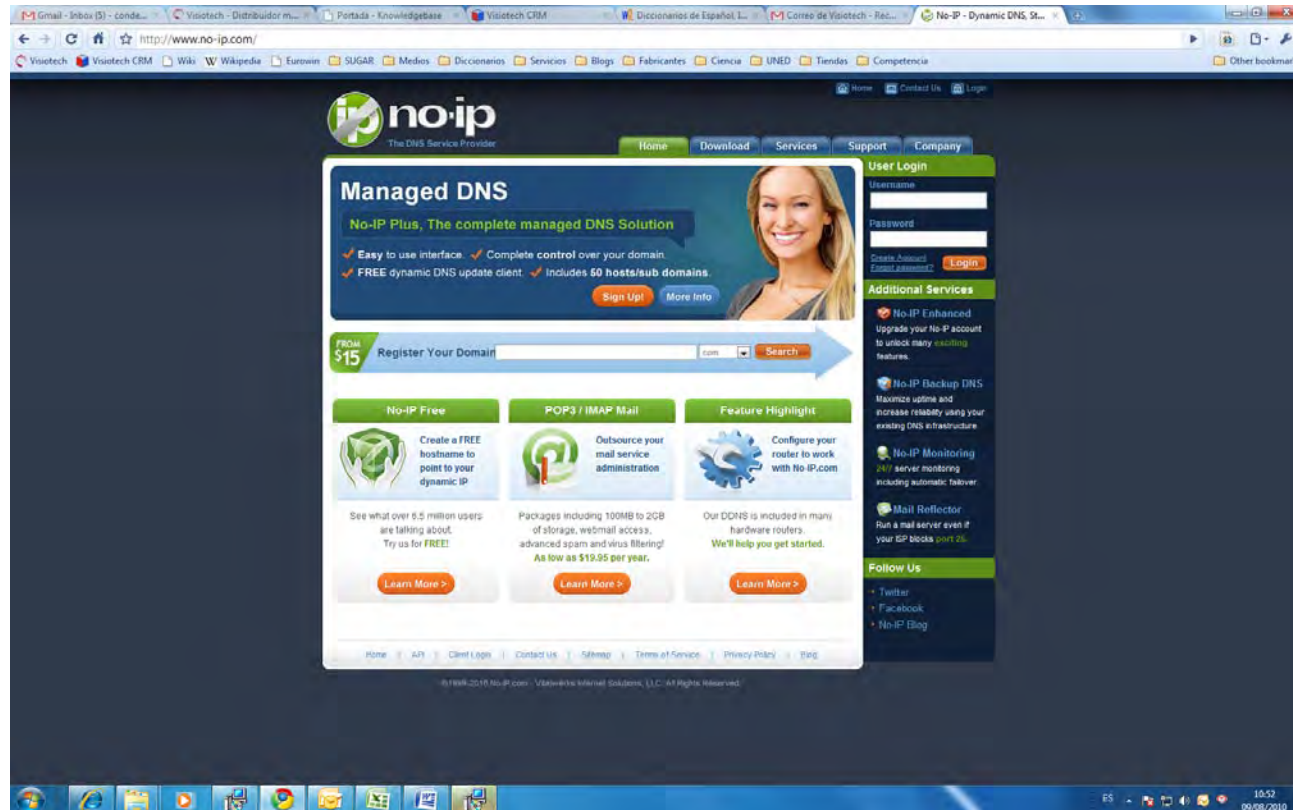 Gmail - Inbox (5) - conde...
Visiotech - Distribuidor m...
Portada - Knowledgebase
Visiotech CRM
Diccionarios de Español, I...
Correo de Visiotech - Rec...
No-IP - Dynamic DNS, St...
http://www.no-ip.com/
Visiotech
Visiotech CRM
Wiki
Wikipedia
Eurowin
SUGAR
Medios
Diccionarios
Servicios
Blogs
Fabricantes
Ciencia
UNED
Tiendas
Competencia
Other bookmar
Home
Contact Us
Login
ip
no·ip
The DNS Service Provider
Home
Download
Services
Support
Company
Managed DNS
No-IP Plus, The complete managed DNS Solution
Easy to use interface.
Complete control over your domain.
FREE dynamic DNS update client.
Includes 50 hosts/sub domains.
Sign Up!
More Info
FROM
$15
Register Your Domain
com
Search
No-IP Free
Create a FREE
hostname to
point to your
dynamic IP
See what over 6.5 million users
are talking about.
Try us for FREE!
Learn More >
POP3 / IMAP Mail
Outsource your
mail service
administration
Packages including 100MB to 2GB
of storage, webmail access,
advanced spam and virus filtering!
As low as $19.95 per year.
Learn More >
Feature Highlight
Configure your
router to work
with No-IP.com
Our DDNS is included in many
hardware routers.
We'll help you get started.
Learn More >
User Login
Username
Password
Create Account
Forgot password?
Login
Additional Services
No-IP Enhanced
Upgrade your No-IP account
to unlock many exciting
features.
No-IP Backup DNS
Maximize uptime and
increase reliability using your
existing DNS infrastructure
No-IP Monitoring
24/7 server monitoring
including automatic failover.
Mail Reflector
Run a mail server even if
your ISP blocks port 25.
Follow Us
Twitter
Facebook
No-IP Blog
Home | API | Client Login | Contact Us | Sitemap | Terms of Service | Privacy Policy | Blog
No-IP.com - Vitalwerks Internet Solutions, LLC. All Rights Reserved.
ES
10:52
09/08/2010